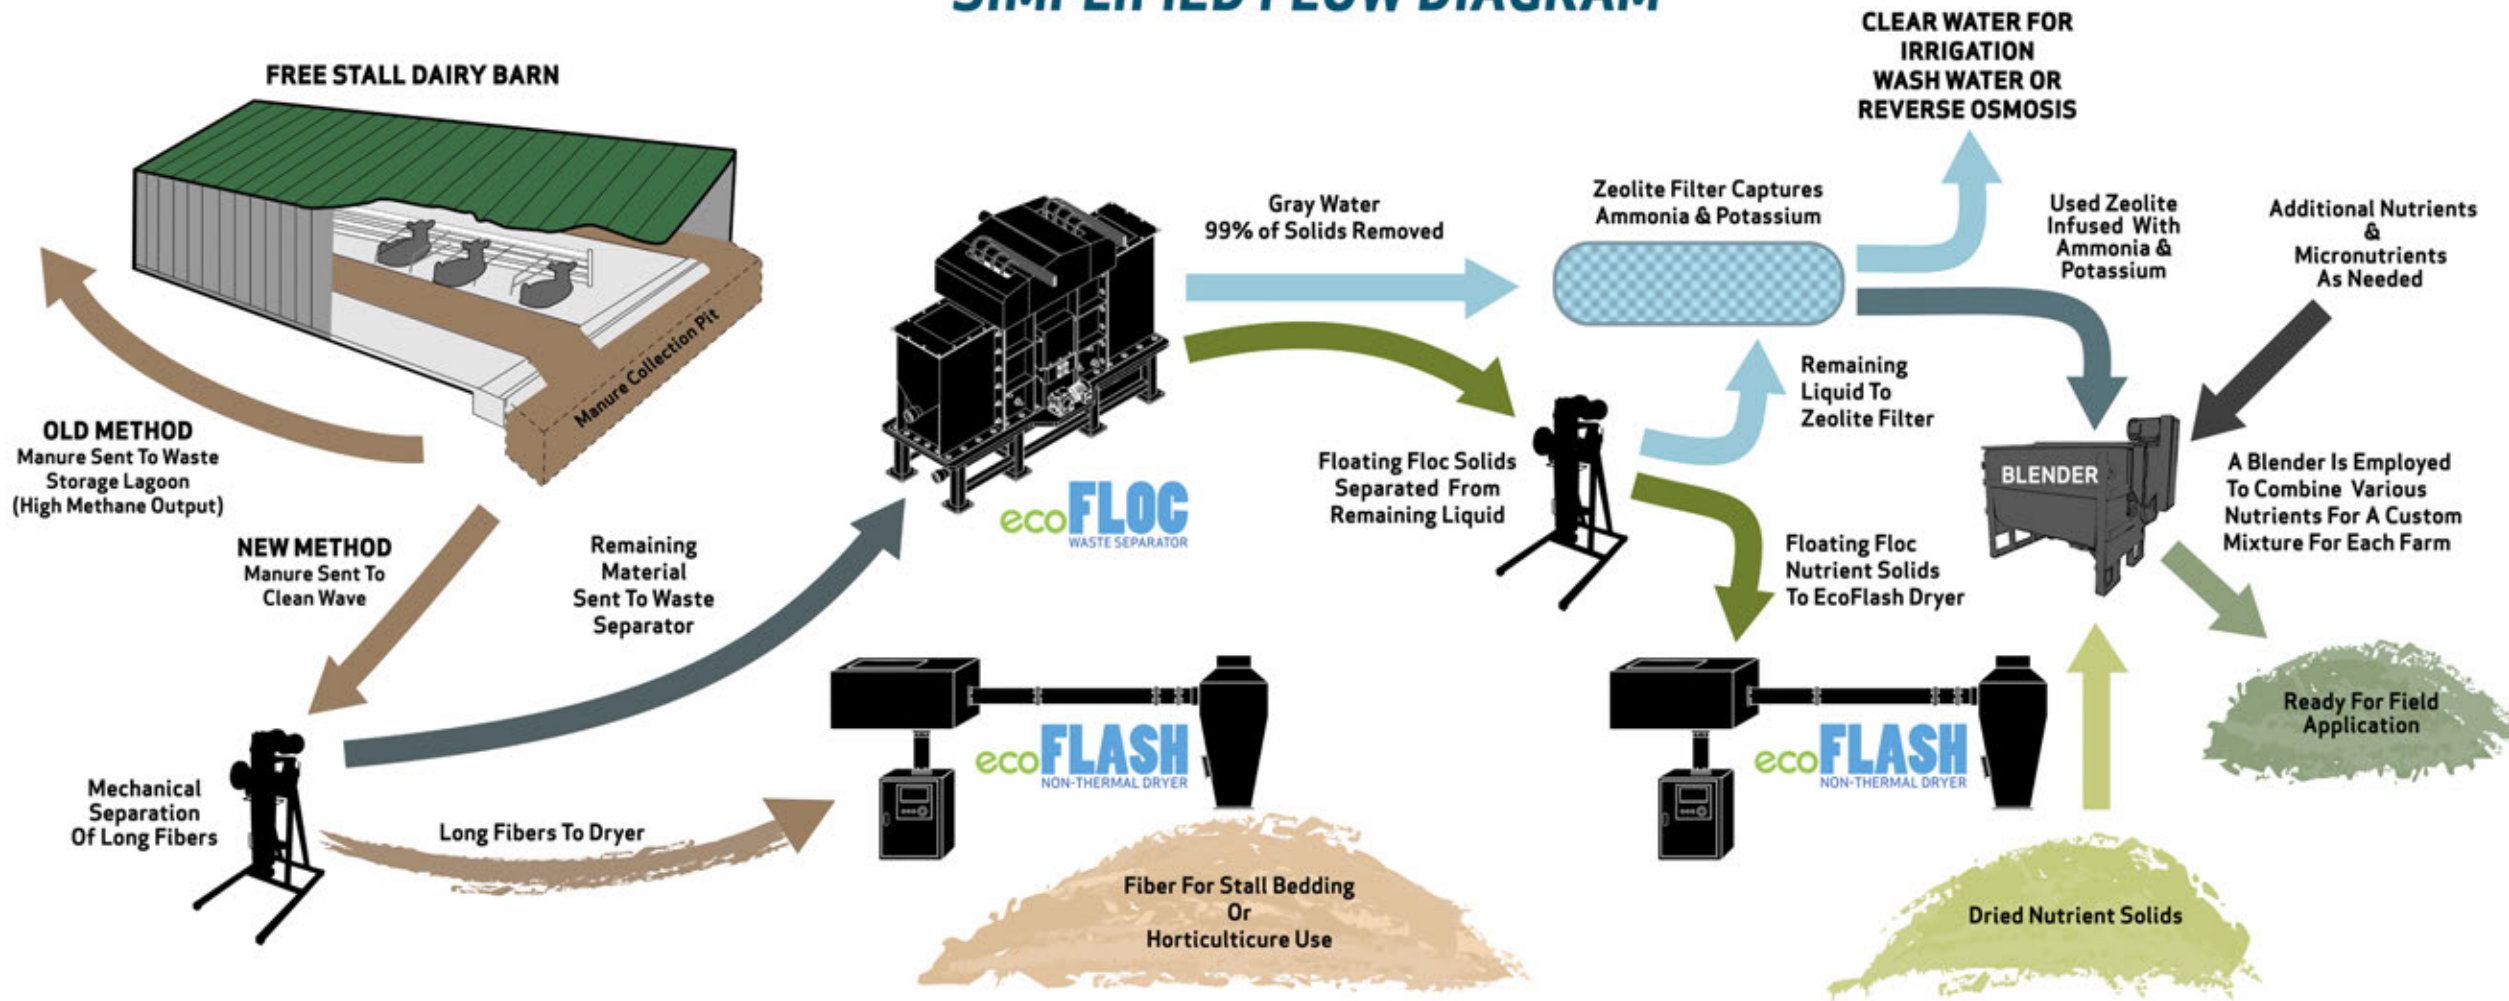 SIMPLIFIED FLOW DIAGRAM
FREE STALL DAIRY BARN
Manure Collection Pit
OLD METHOD
Manure Sent To Waste
Storage Lagoon
(High Methane Output)
NEW METHOD
Manure Sent To
Clean Wave
Mechanical
Separation
Of Long Fibers
Remaining
Material
Sent To Waste
Separator
Long Fibers To Dryer
ecoFLOC
WASTE SEPARATOR
ecoFLASH
NON-THERMAL DRYER
Fiber For Stall Bedding
Or
Horticulticure Use
Gray Water
99% of Solids Removed
Floating Floc Solids
Separated From
Remaining Liquid
Zeolite Filter Captures
Ammonia & Potassium
Remaining
Liquid To
Zeolite Filter
CLEAR WATER FOR
IRRIGATION
WASH WATER OR
REVERSE OSMOSIS
Used Zeolite
Infused With
Ammonia &
Potassium
Additional Nutrients
&
Micronutrients
As Needed
Floating Floc
Nutrient Solids
To EcoFlash Dryer
ecoFLASH
NON-THERMAL DRYER
Dried Nutrient Solids
BLENDER
A Blender Is Employed
To Combine Various
Nutrients For A Custom
Mixture For Each Farm
Ready For Field
Application